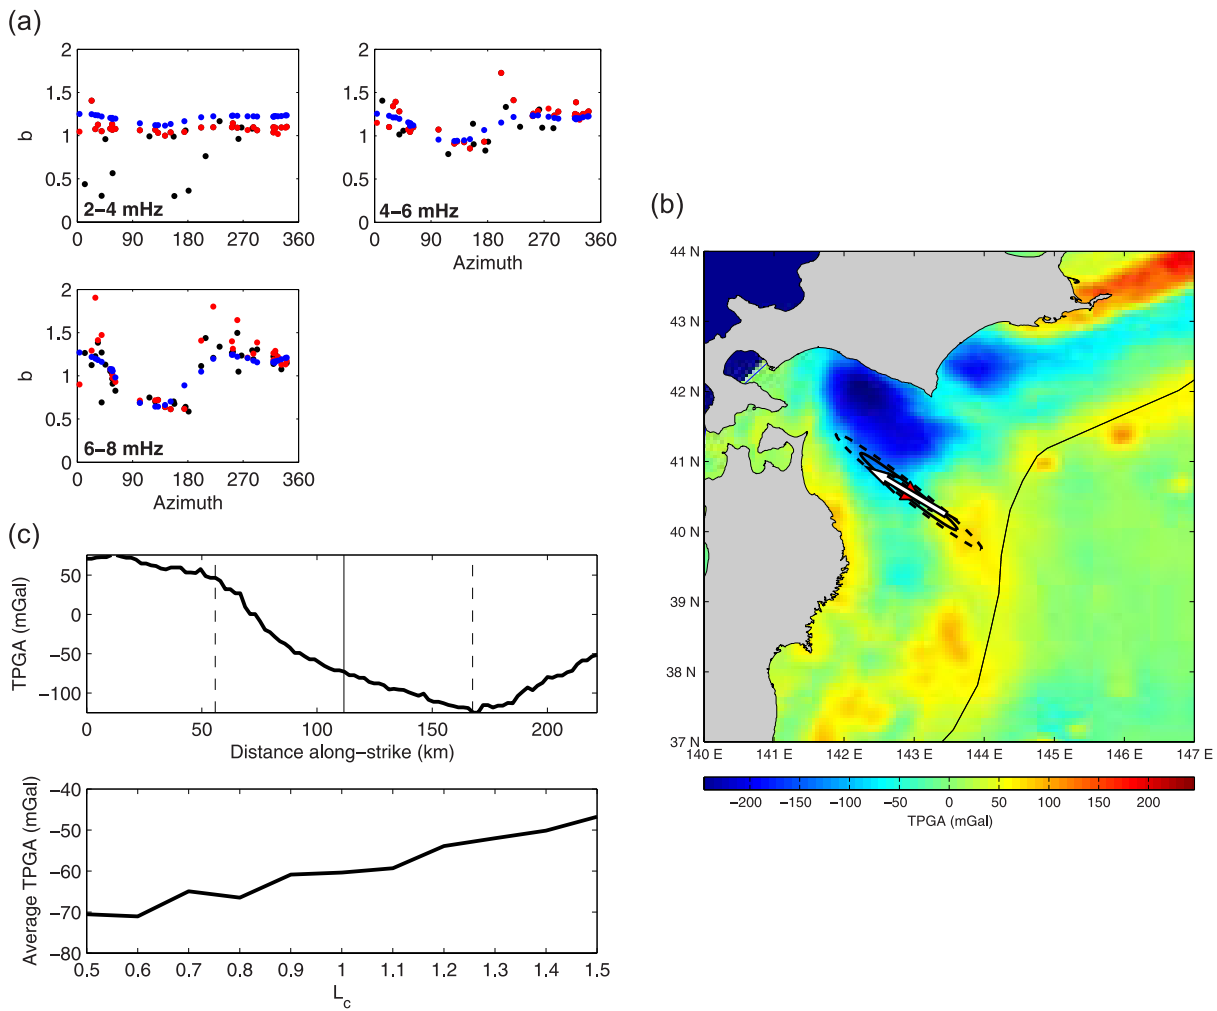 (a)
2
1.5
1
0.5
0
b
2–4 mHz
0 90 180 270 360
Azimuth
2
1.5
1
0.5
0
4–6 mHz
0 90 180 270 360
Azimuth
2
1.5
1
0.5
0
b
6–8 mHz
0 90 180 270 360
Azimuth
(b)
44 N
43 N
42 N
41 N
40 N
39 N
38 N
37 N
140 E 141 E 142 E 143 E 144 E 145 E 146 E 147 E
−200 −150 −100 −50 0 50 100 150 200
TPGA (mGal)
(c)
50
0
−50
−100
TPGA (mGal)
0 50 100 150 200
Distance along−strike (km)
−40
−50
−60
−70
−80
Average TPGA (mGal)
0.5 0.6 0.7 0.8 0.9 1 1.1 1.2 1.3 1.4 1.5
Lc